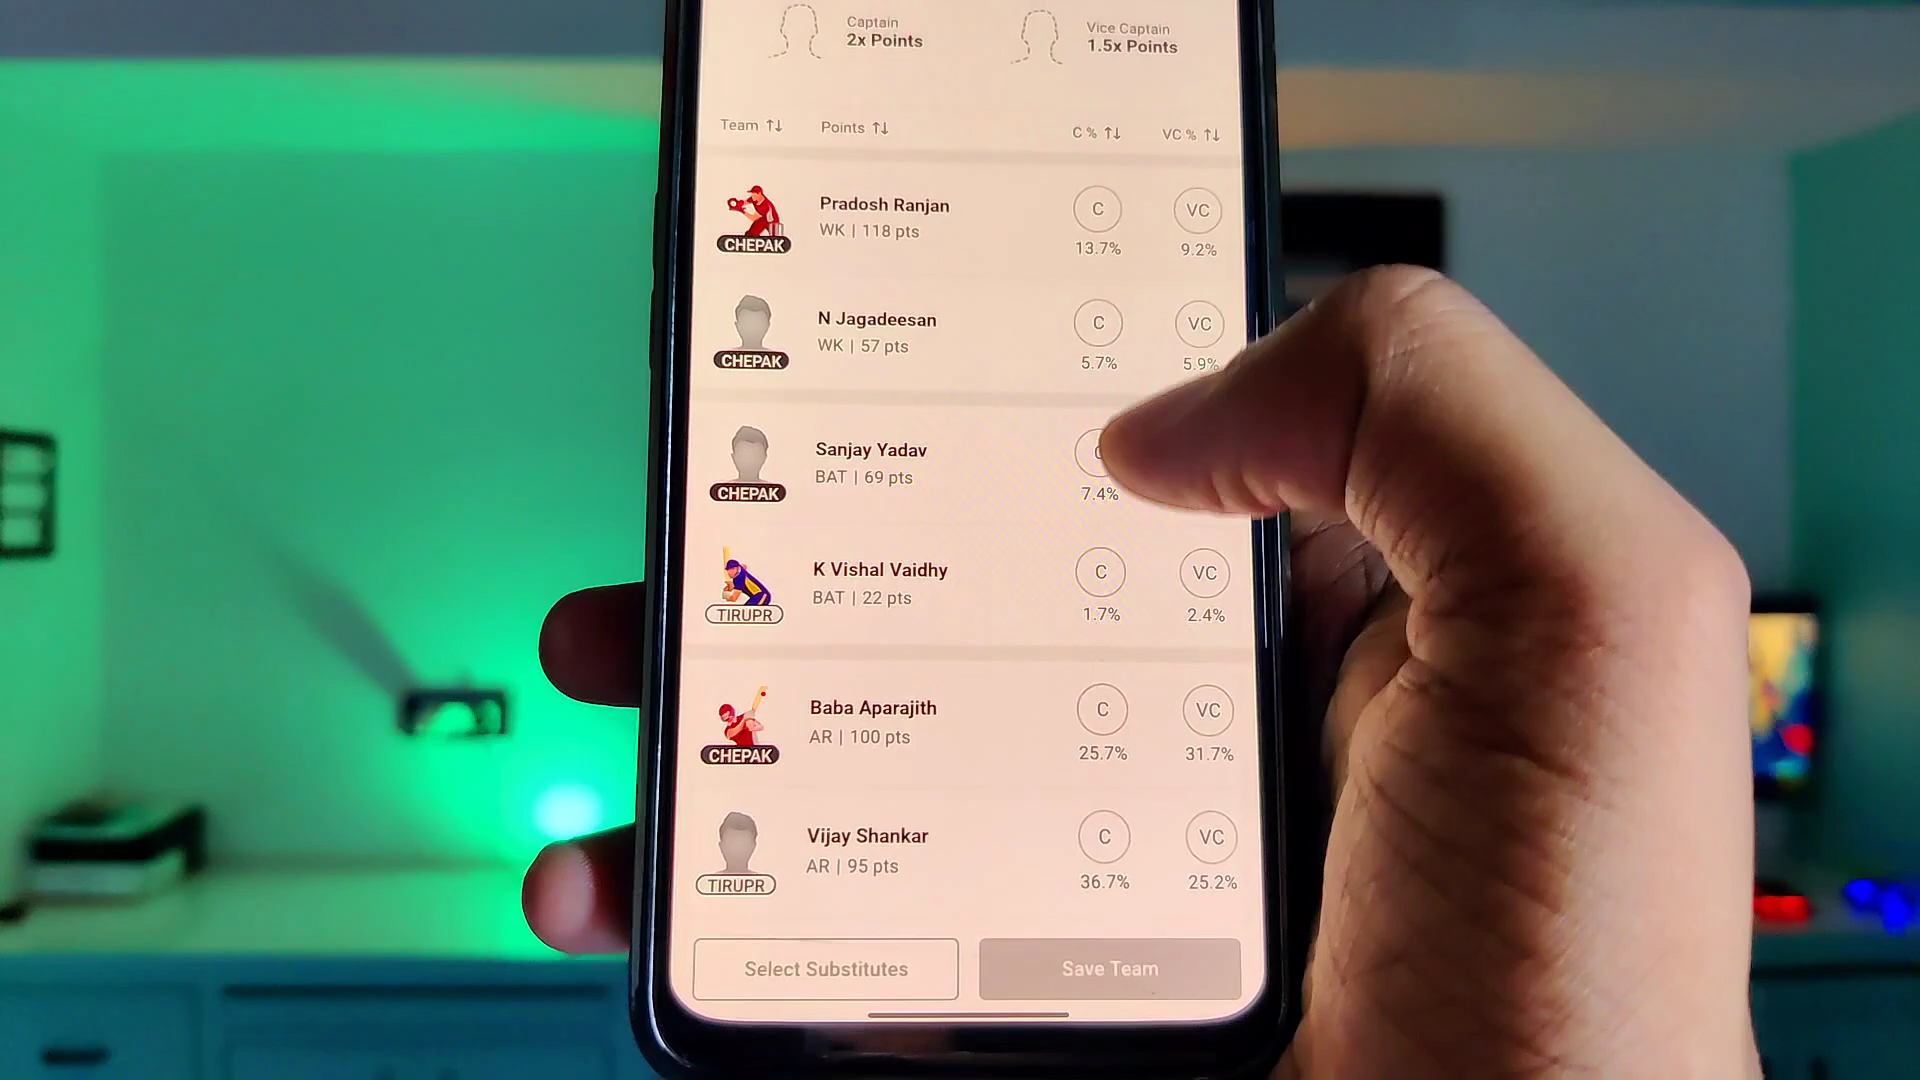 Captain
2x Points
Vice Captain
1.5x Points
Team ↑↓ Points ↑↓ C % ↑↓ VC % ↑↓
Pradosh Ranjan
WK | 118 pts
CHEPAK
C
13.7%
VC
9.2%
N Jagadeesan
WK | 57 pts
CHEPAK
C
5.7%
VC
5.9%
Sanjay Yadav
BAT | 69 pts
CHEPAK
7.4%
K Vishal Vaidhy
BAT | 22 pts
TIRUPR
C
1.7%
VC
2.4%
Baba Aparajith
AR | 100 pts
CHEPAK
C
25.7%
VC
31.7%
Vijay Shankar
AR | 95 pts
TIRUPR
C
36.7%
VC
25.2%
Select Substitutes
Save Team